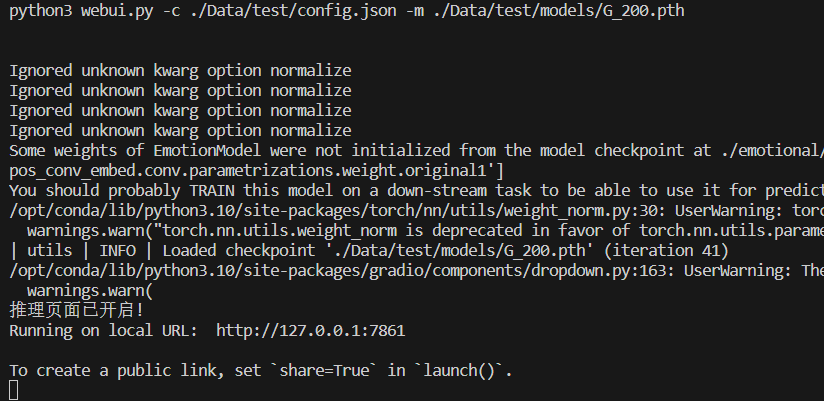 python3 webui.py -c ./Data/test/config.json -m ./Data/test/models/G_200.pth
Ignored unknown kwarg option normalize
Ignored unknown kwarg option normalize
Ignored unknown kwarg option normalize
Ignored unknown kwarg option normalize
Some weights of EmotionModel were not initialized from the model checkpoint at ./emotional/
pos_conv_embed.conv.parametrizations.weight.original1']
You should probably TRAIN this model on a down-stream task to be able to use it for predict
/opt/conda/lib/python3.10/site-packages/torch/nn/utils/weight_norm.py:30: UserWarning: torc
  warnings.warn("torch.nn.utils.weight_norm is deprecated in favor of torch.nn.utils.parame
| utils | INFO | Loaded checkpoint './Data/test/models/G_200.pth' (iteration 41)
/opt/conda/lib/python3.10/site-packages/gradio/components/dropdown.py:163: UserWarning: The
  warnings.warn(
推理页面已开启!
Running on local URL:  http://127.0.0.1:7861
To create a public link, set `share=True` in `launch()`.